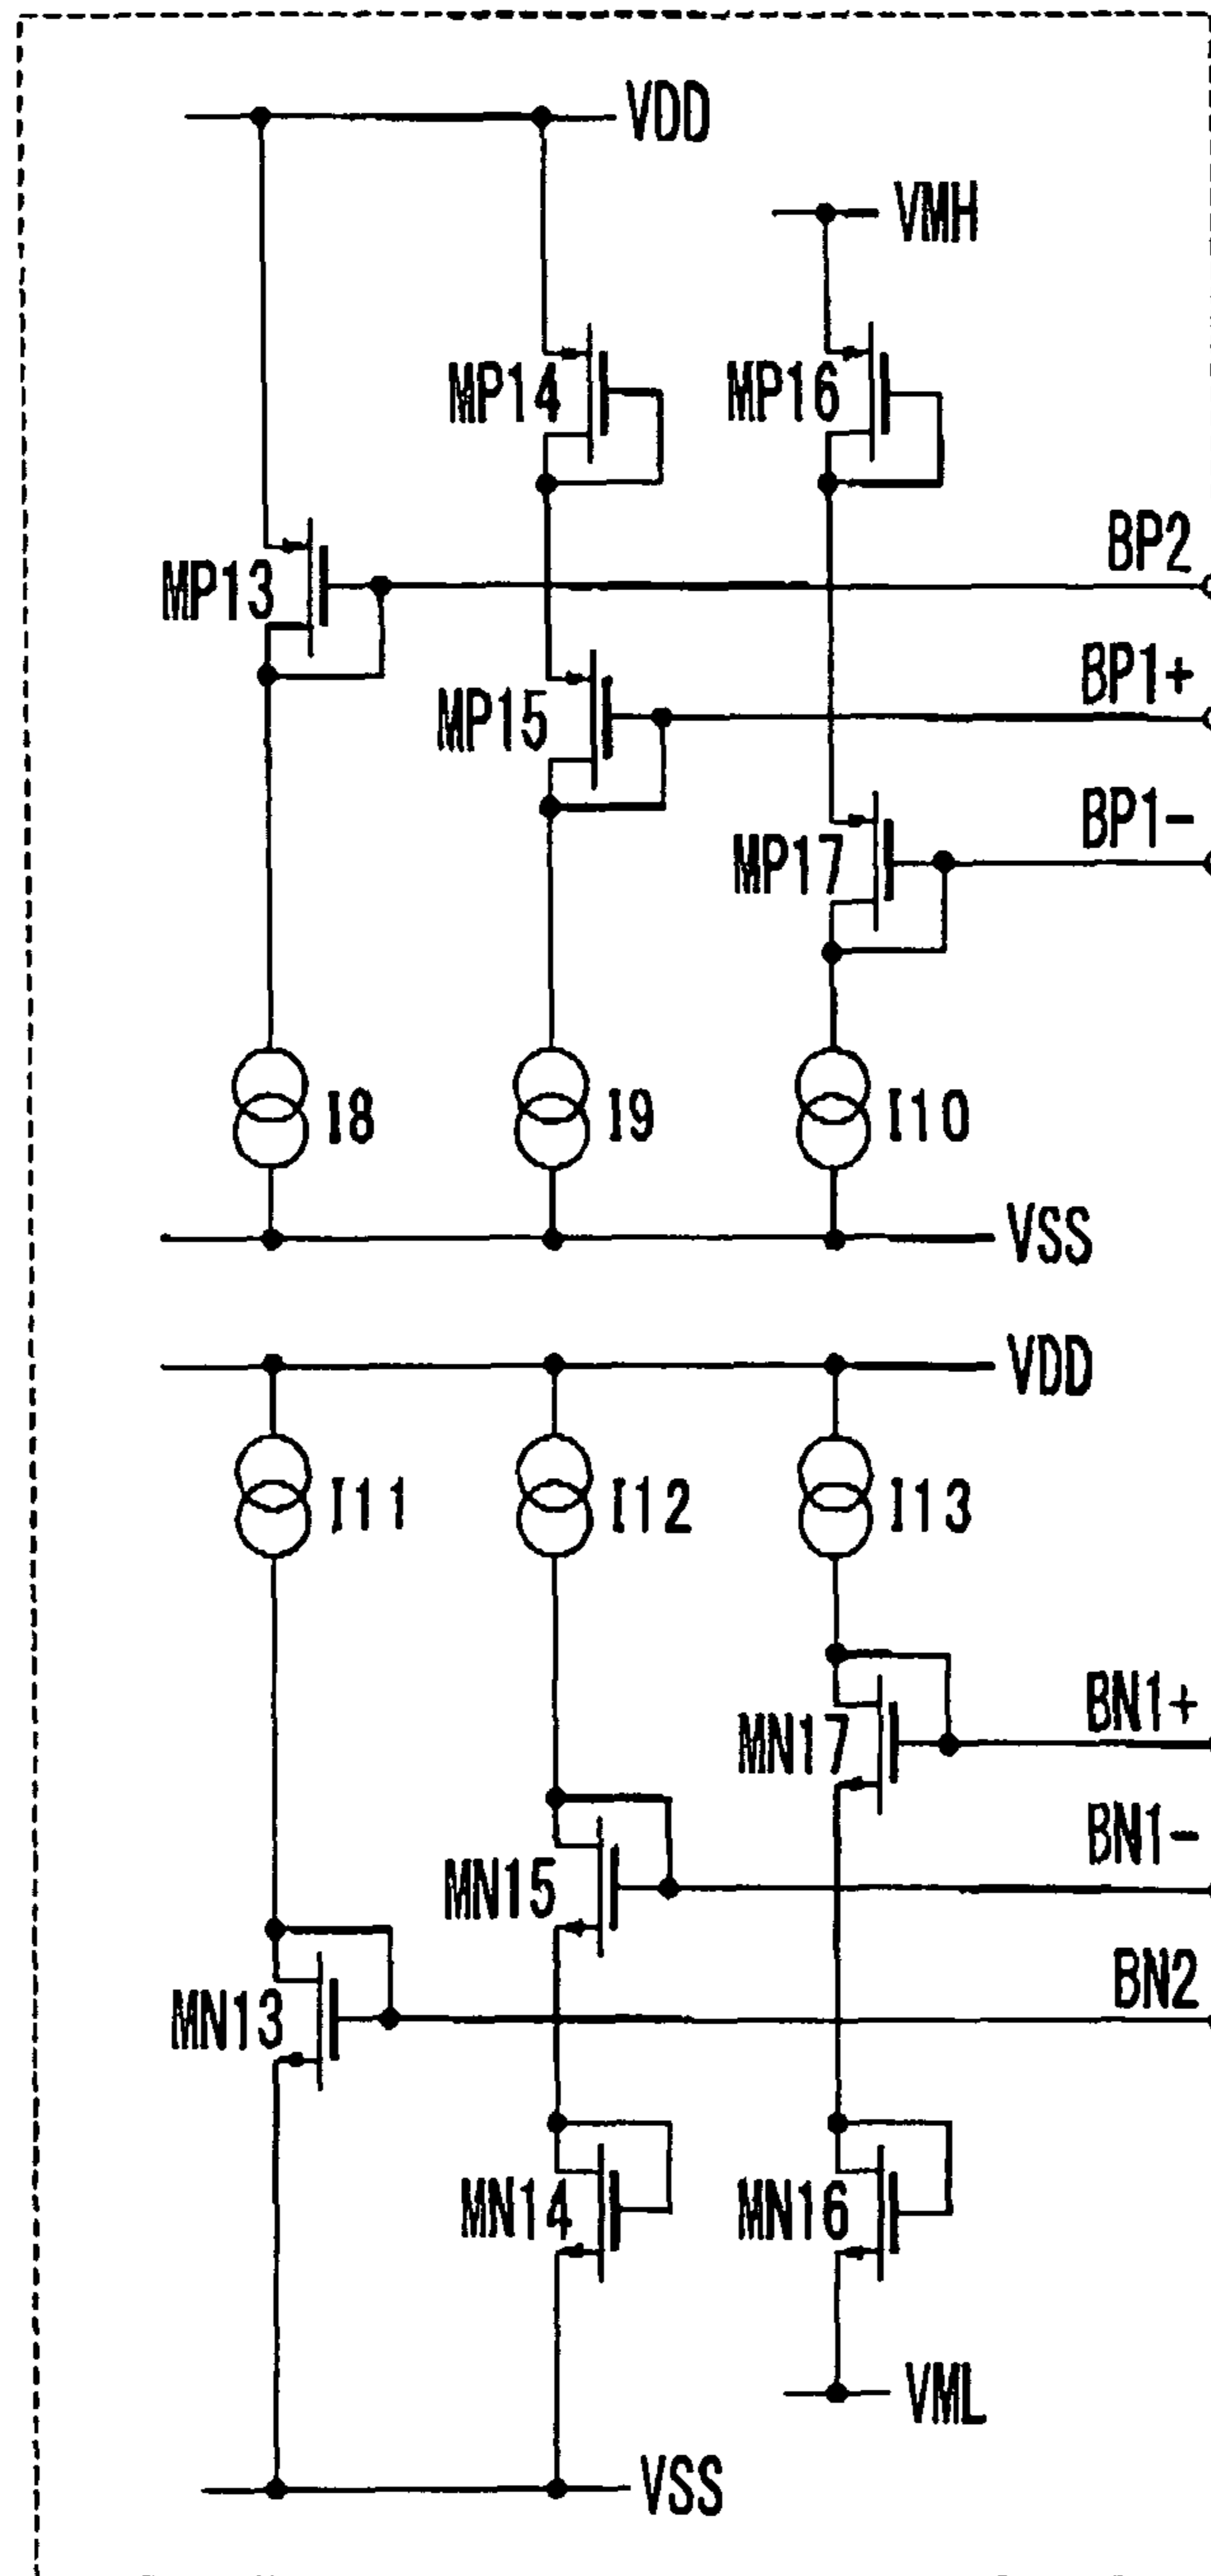 VDD
VMH
MP14
MP16
BP2
MP13
BP1+
MP15
BP1-
MP17
I8
I9
I10
VSS
VDD
I11
I12
I13
BN1+
MN17
BN1-
MN15
BN2
MN13
MN14
MN16
VML
VSS